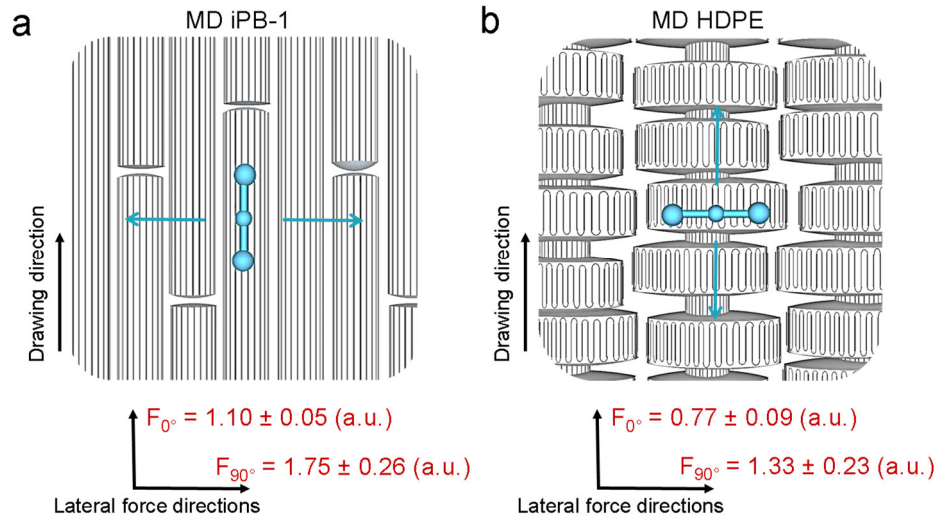 a
MD iPB-1
Drawing direction
F0° = 1.10 ± 0.05 (a.u.)
F90° = 1.75 ± 0.26 (a.u.)
Lateral force directions
b
MD HDPE
Drawing direction
F0° = 0.77 ± 0.09 (a.u.)
F90° = 1.33 ± 0.23 (a.u.)
Lateral force directions